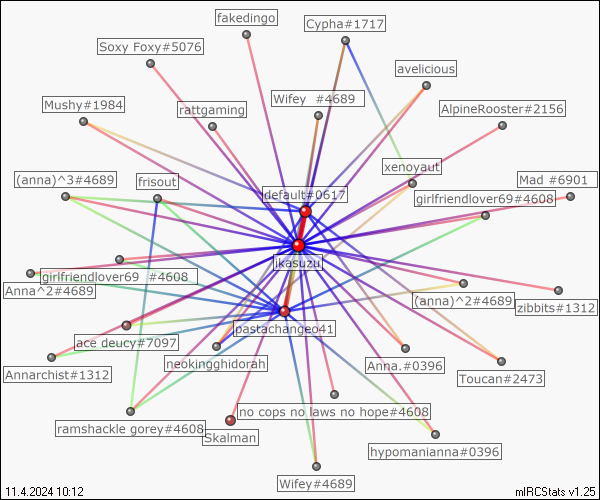 fakedingo
Cypha#1717
Soxy Foxy#5076
avelicious
Mushy#1984
rattgaming
Wifey  #4689
AlpineRooster#2156
xenoyaut
(anna)^3#4689
frisout
default#0617
Mad  #6901
girlfriendlover69#4608
jkasuzu
girlfriendlover69  #4608
Anna^2#4689
(anna)^2#4689
zibbits#1312
pastachangeo41
ace deucy#7097
neokingghidorah
Anna.#0396
Annarchist#1312
Toucan#2473
no cops no laws no hope#4608
ramshackle gorey#4608
Skalman
hypomanianna#0396
Wifey#4689
11.4.2024 10:12
mIRCStats v1.25